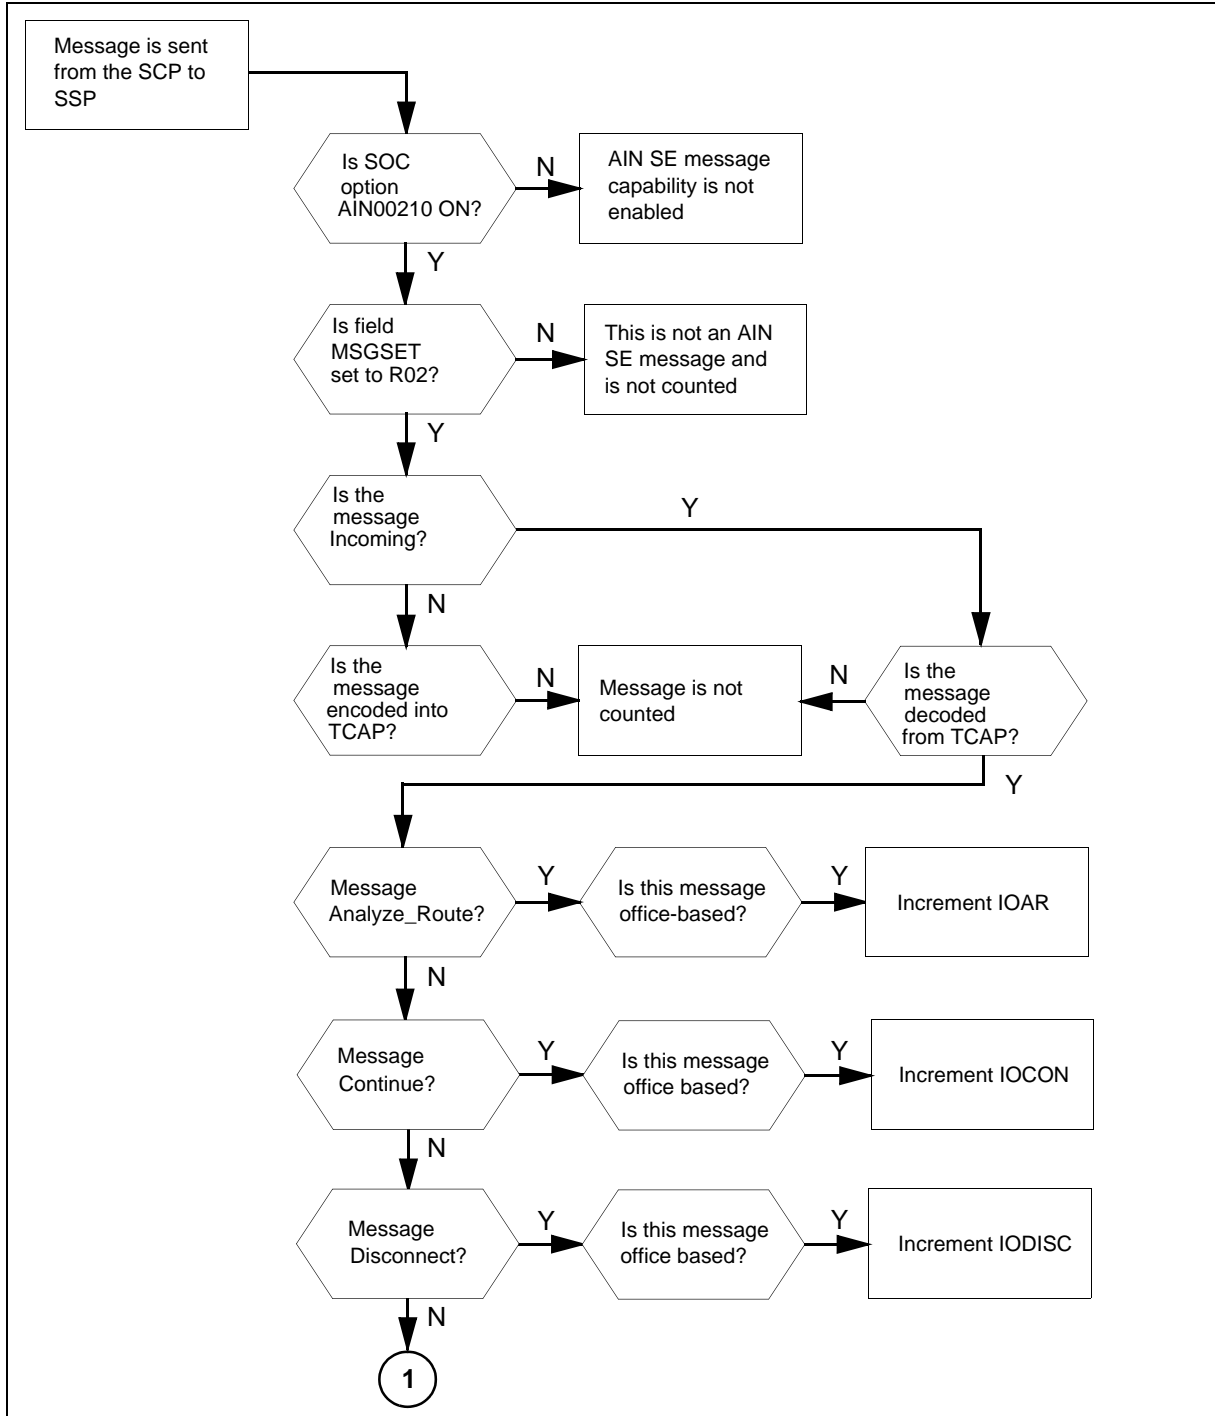 Message is sent
from the SCP to
SSP
Is SOC
option
AIN00210 ON?
N
AIN SE message
capability is not
enabled
Y
Is field
MSGSET
set to R02?
N
This is not an AIN
SE message and
is not counted
Y
Is the
message
Incoming?
Y
N
Is the
message
encoded into
TCAP?
N
Message is not
counted
N
Is the
message
decoded
from TCAP?
Y
Message
Analyze_Route?
Y
Is this message
office-based?
Y
Increment IOAR
N
Message
Continue?
Y
Is this message
office based?
Y
Increment IOCON
N
Message
Disconnect?
Y
Is this message
office based?
Y
Increment IODISC
N
1